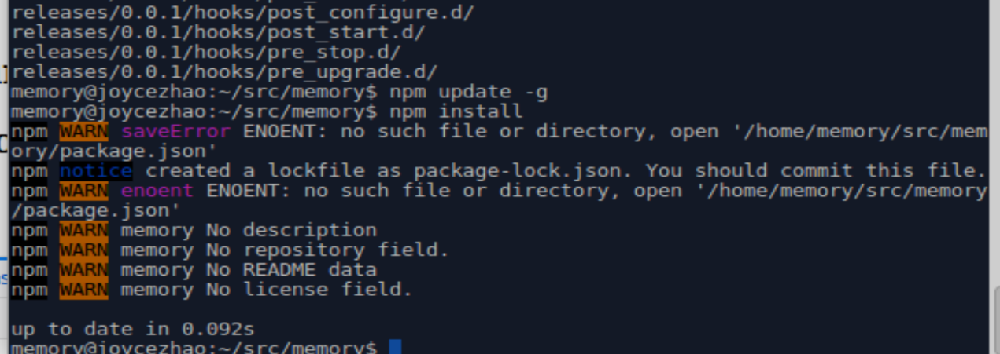 releases/0.0.1/hooks/post_configure.d/
releases/0.0.1/hooks/post_start.d/
releases/0.0.1/hooks/pre_stop.d/
releases/0.0.1/hooks/pre_upgrade.d/
memory@joycezhao:~/src/memory$ npm update -g
memory@joycezhao:~/src/memory$ npm install
npm WARN saveError ENOENT: no such file or directory, open '/home/memory/src/mem
ory/package.json'
npm notice created a lockfile as package-lock.json. You should commit this file.
npm WARN enoent ENOENT: no such file or directory, open '/home/memory/src/memory
/package.json'
npm WARN memory No description
npm WARN memory No repository field.
npm WARN memory No README data
npm WARN memory No license field.
up to date in 0.092s
memory@joycezhao:~/src/memory$